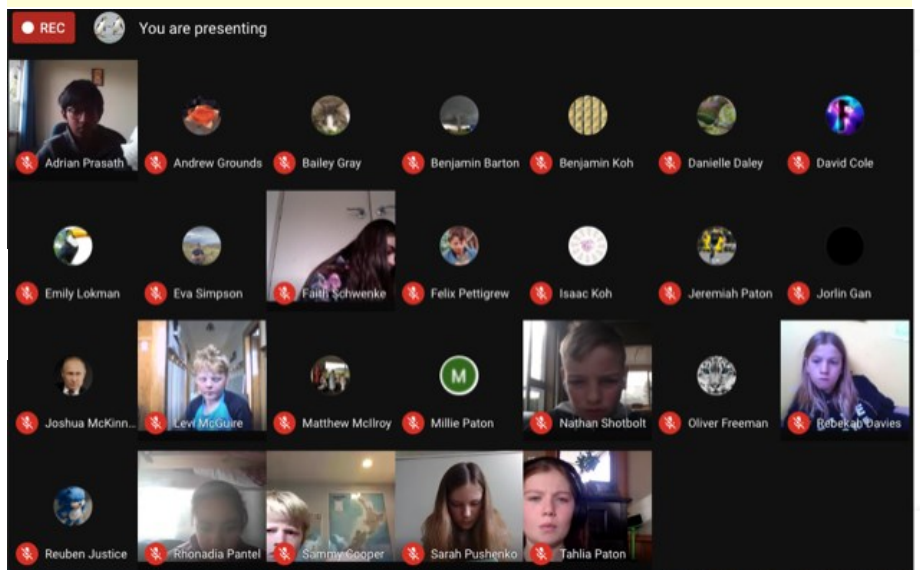 REC You are presenting
Adrian Prasath Andrew Grounds Bailey Gray Benjamin Barton Benjamin Koh Danielle Daley David Cole
Emily Lokman Eva Simpson Faith Schwenke Felix Pettigrew Isaac Koh Jeremiah Paton Jorlin Gan
Joshua McKinn... Levi McGuire Matthew McIlroy Millie Paton M Nathan Shotbolt Oliver Freeman Rebekah Davies
Reuben Justice Rhonadia Pantel Sammy Cooper Sarah Pushenko Tahlia Paton